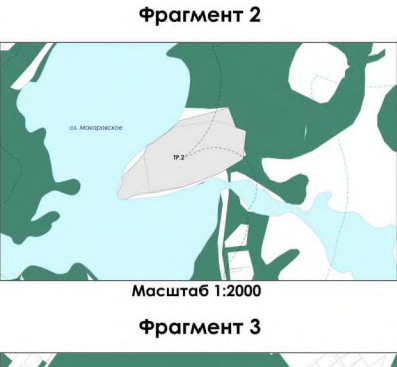 Фрагмент 2
оз. Макаровское
ТР.2
Масштаб 1:2000
Фрагмент 3